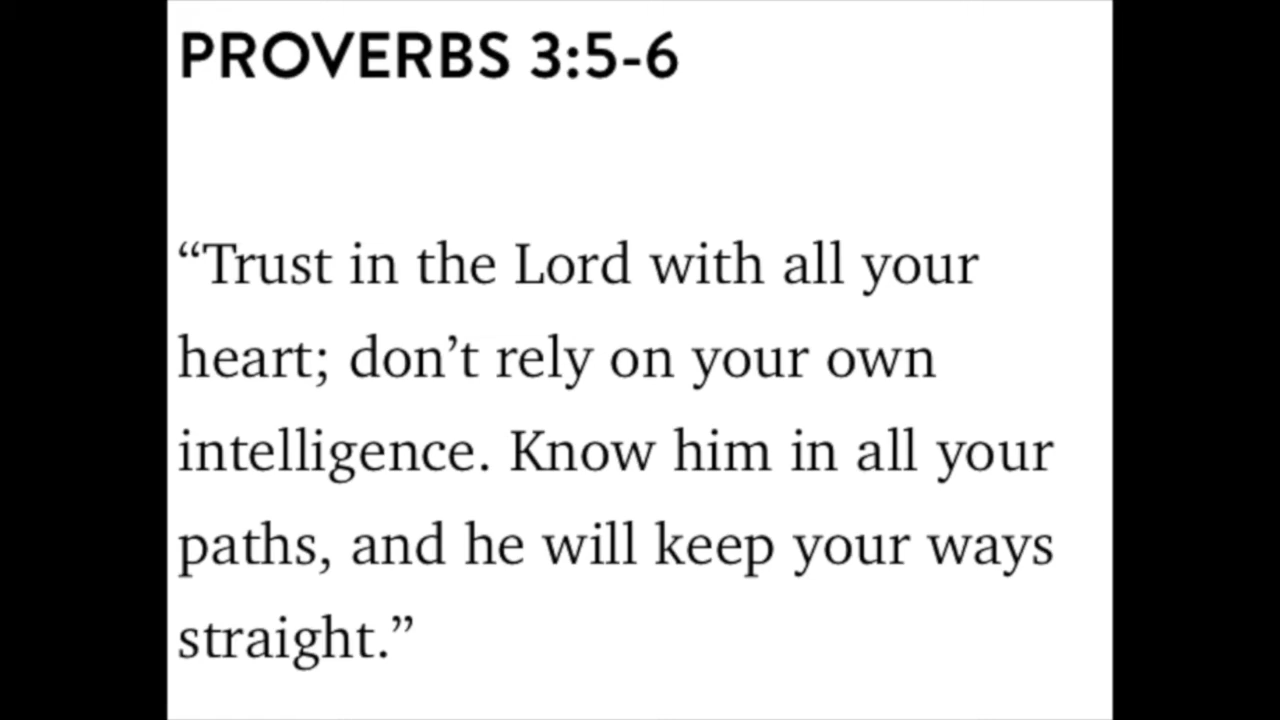 PROVERBS 3:5-6
“Trust in the Lord with all your
heart; don’t rely on your own
intelligence. Know him in all your
paths, and he will keep your ways
straight.”